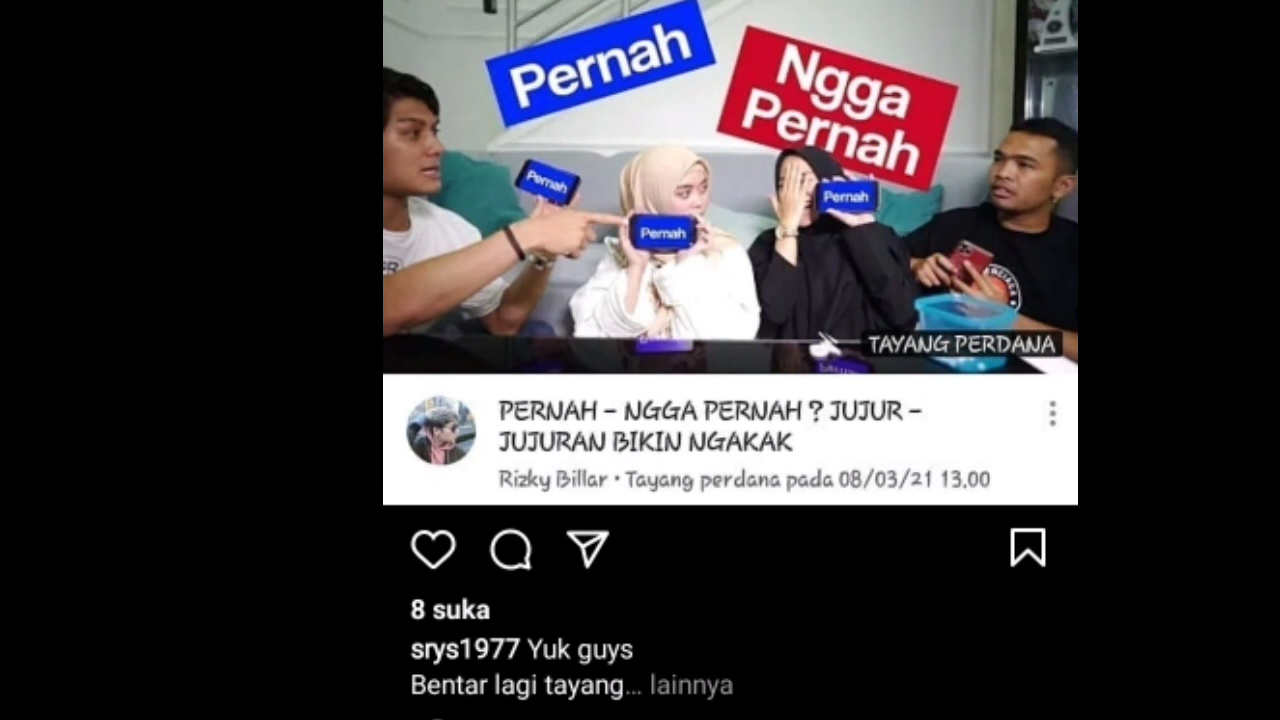 Pernah
Ngga
Pernah
Pernah
Pernah
Pernah
TAYANG PERDANA
PERNAH - NGGA PERNAH ? JUJUR -
JUJURAN BIKIN NGAKAK
Rizky Billar • Tayang perdana pada 08/03/21 13.00
8 suka
srys1977 Yuk guys
Bentar lagi tayang... lainnya